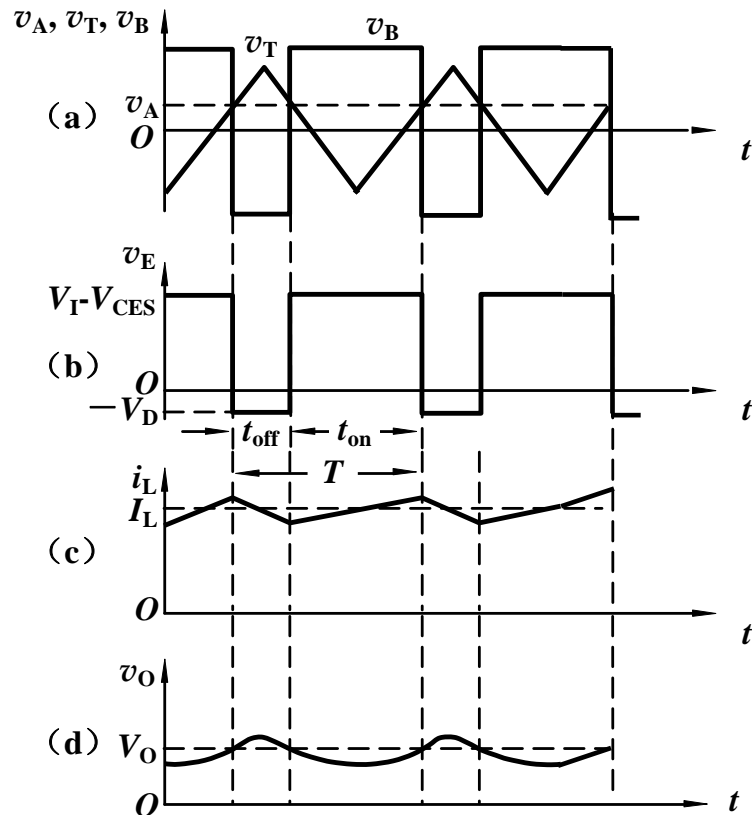 vA, vT, vB
vT
vB
vA
（a）
O
t
vE
VI-VCES
（b）
O
－VD
toff
ton
T
iL
IL
（c）
O
t
vO
（d）
VO
O
t